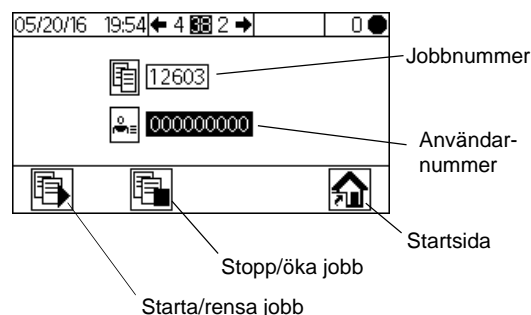 05/20/16 19:54 ← 4 38 2 → 0
12603
Jobbnummer
000000000
Användar-
nummer
Startsida
Stopp/öka jobb
Starta/rensa jobb